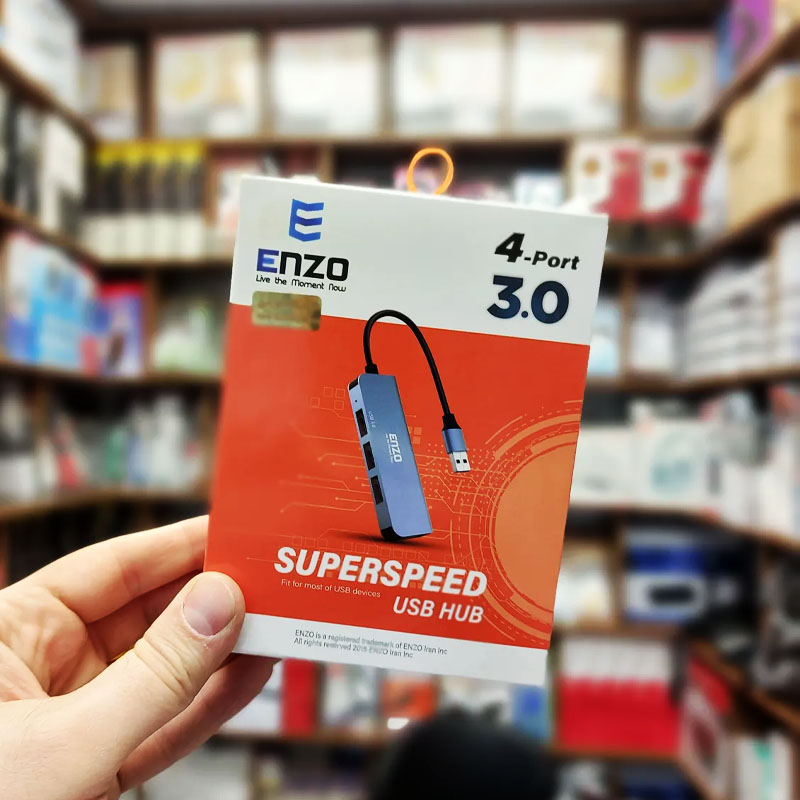 ENZO
Live the Moment Now
4-Port
3.0
ENZO
SUPERSPEED
Fit for most of USB devices
USB HUB
ENZO is a registered trademark of ENZO Iran Inc
All rights reserved 2018 ENZO Iran Inc